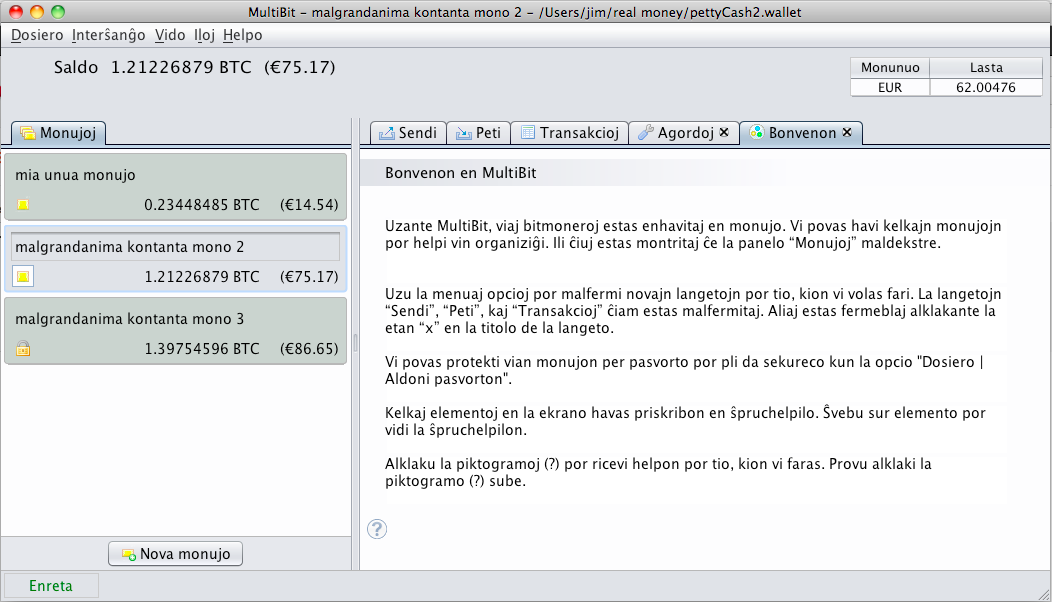 MultiBit - malgrandanima kontanta mono 2 - /Users/jim/real money/pettyCash2.wallet
Dosiero Interŝanĝo Vido Iloj Helpo
Saldo 1.21226879 BTC (€75.17)
Monunuo Lasta
EUR 62.00476
Monujoj
Sendi Peti Transakcioj Agordoj × Bonvenon ×
mia unua monujo
0.23448485 BTC (€14.54)
malgrandanima kontanta mono 2
1.21226879 BTC (€75.17)
malgrandanima kontanta mono 3
1.39754596 BTC (€86.65)
Nova monujo
Bonvenon en MultiBit
Uzante MultiBit, viaj bitmoneroj estas enhavitaj en monujo. Vi povas havi kelkajn monujojn
por helpi vin organiziĝi. Ili ĉiuj estas montritaj ĉe la panelo “Monujoj” maldekstre.
Uzu la menuaj opcioj por malfermi novajn langetojn por tio, kion vi volas fari. La langetojn
“Sendi”, “Peti”, kaj “Transakcioj” ĉiam estas malfermitaj. Aliaj estas fermeblaj alklakante la
etan “x” en la titolo de la langeto.
Vi povas protekti vian monujon per pasvorto por pli da sekureco kun la opcio "Dosiero |
Aldoni pasvorton".
Kelkaj elementoj en la ekrano havas priskribon en ŝpruchelpilo. Ŝvebu sur elemento por
vidi la ŝpruchelpilon.
Alklaku la piktogramoj (?) por ricevi helpon por tio, kion vi faras. Provu alklaki la
piktogramo (?) sube.
?
Enreta